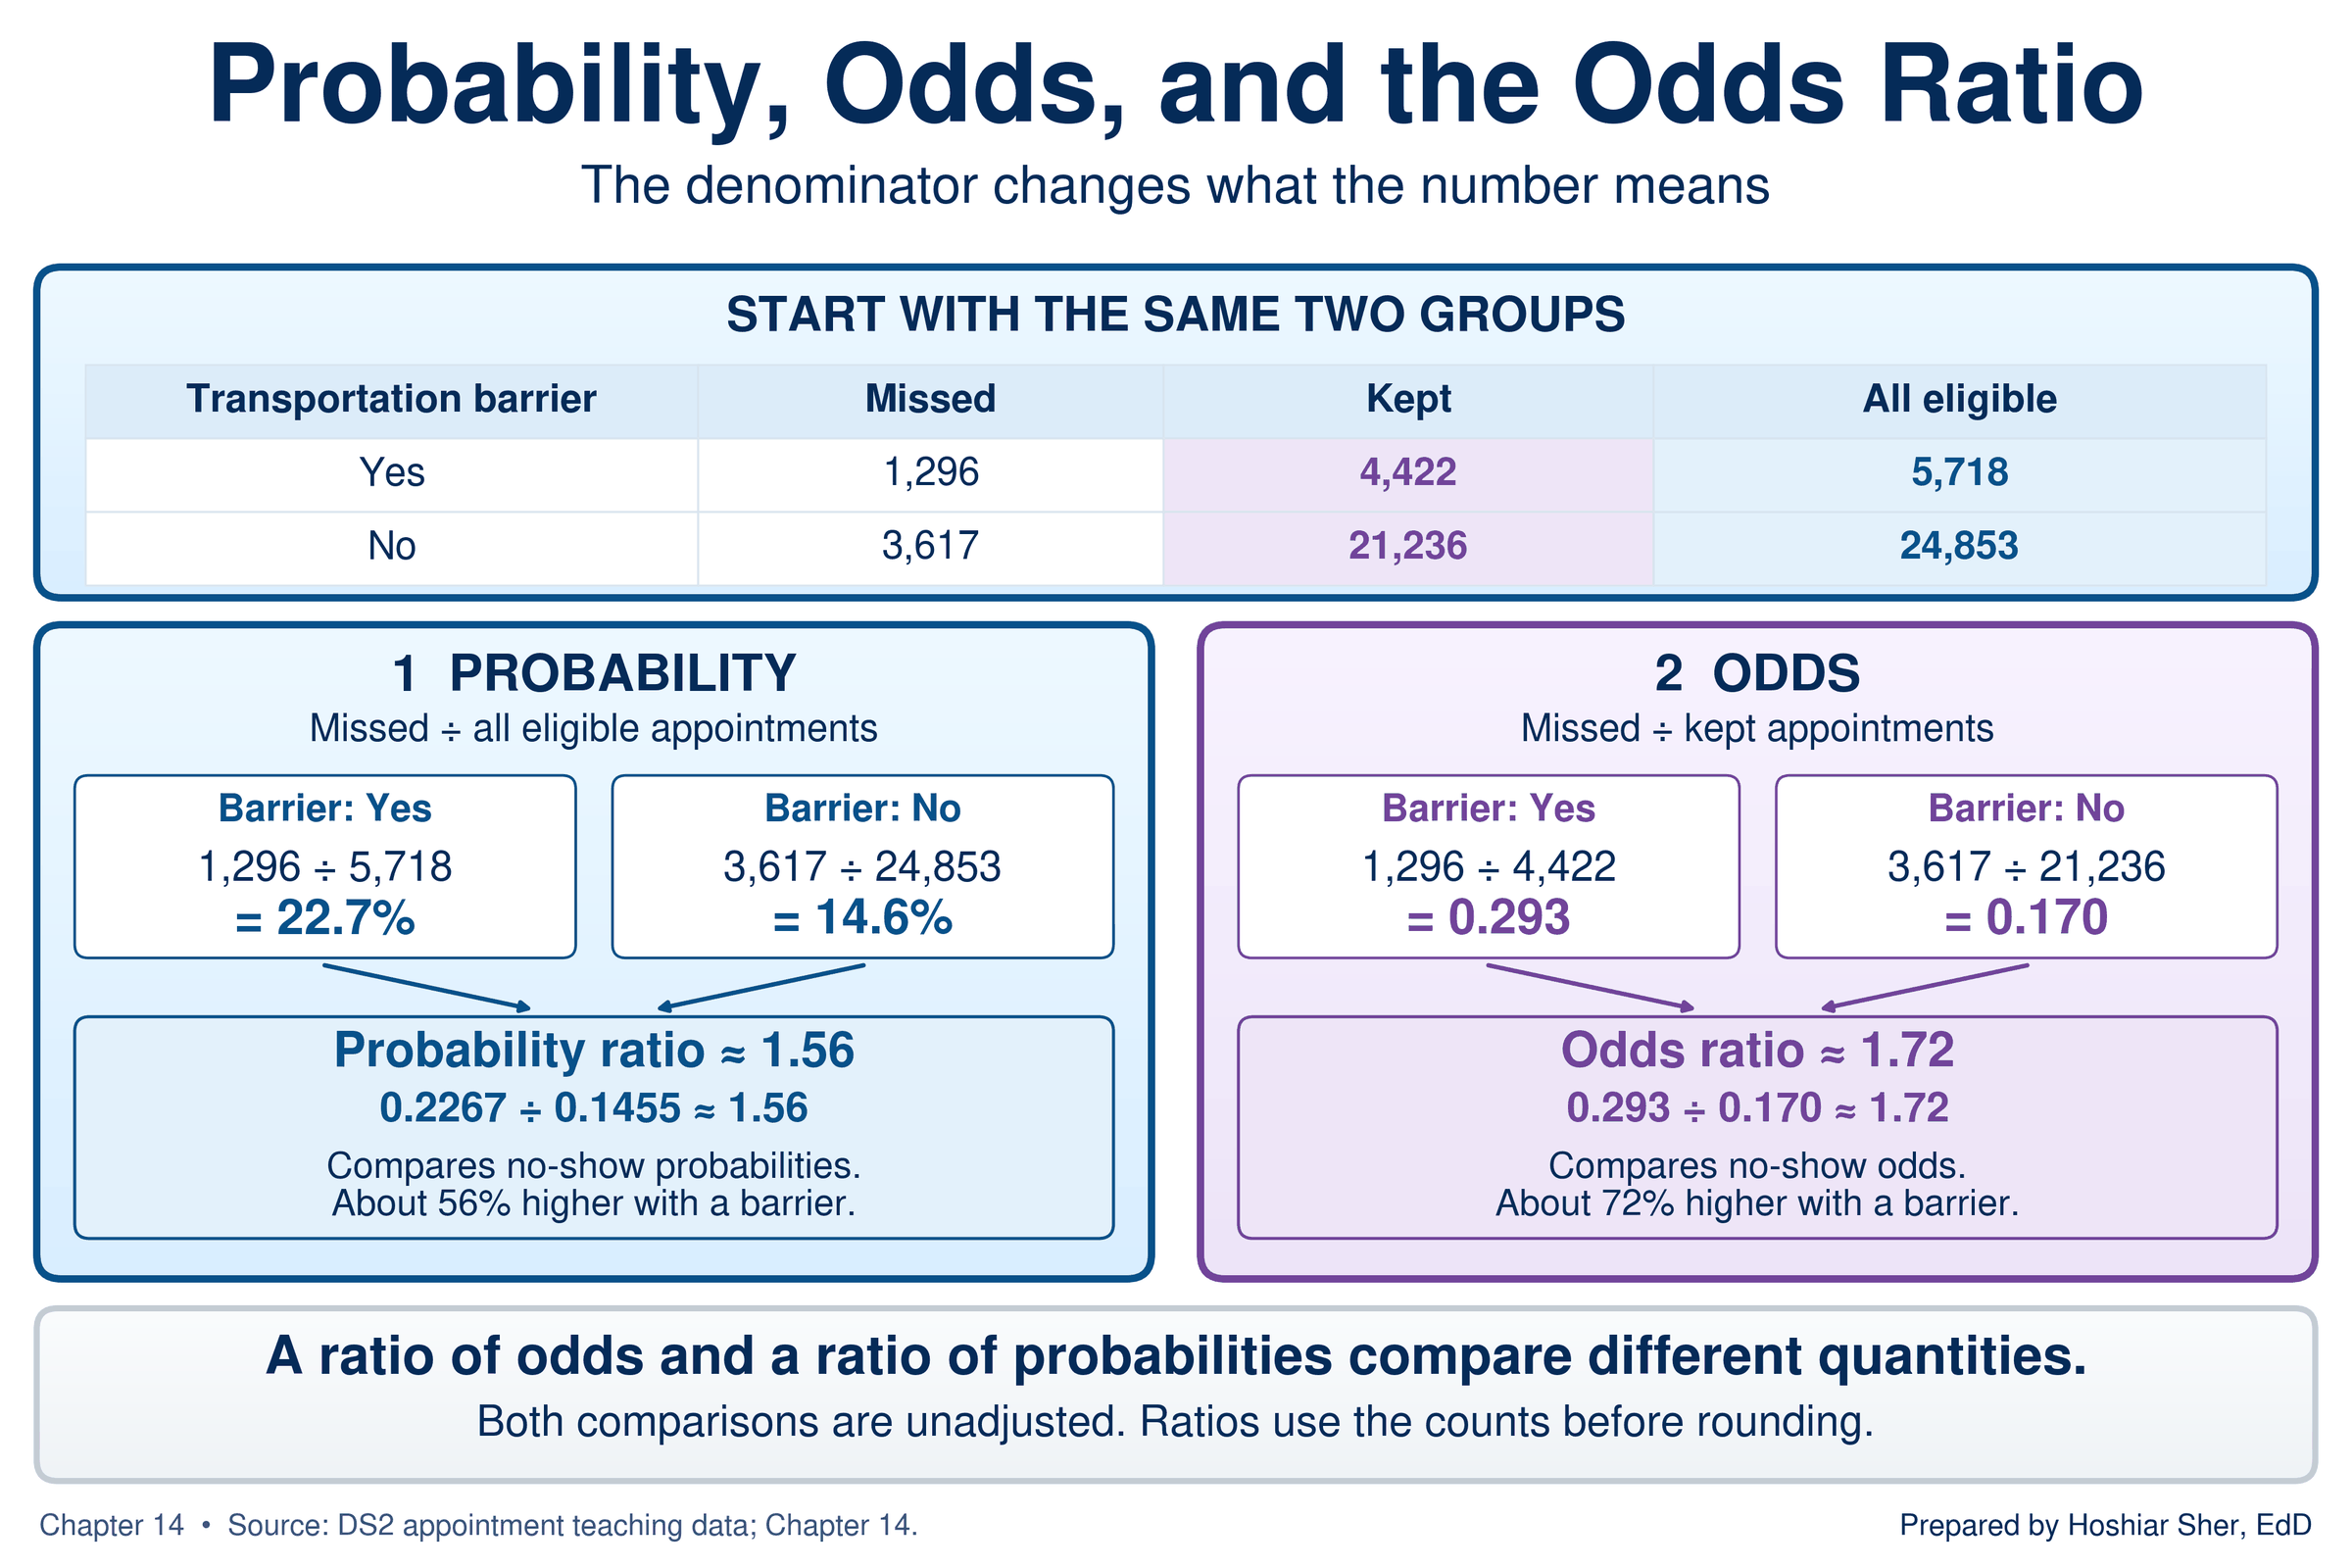 Probability, Odds, and the Odds Ratio
The denominator changes what the number means
START WITH THE SAME TWO GROUPS
Transportation barrier Missed Kept All eligible
Yes 1,296 4,422 5,718
No 3,617 21,236 24,853
1 PROBABILITY
Missed ÷ all eligible appointments
Barrier: Yes
1,296 ÷ 5,718
= 22.7%
Barrier: No
3,617 ÷ 24,853
= 14.6%
Probability ratio ≈ 1.56
0.2267 ÷ 0.1455 ≈ 1.56
Compares no-show probabilities.
About 56% higher with a barrier.
2 ODDS
Missed ÷ kept appointments
Barrier: Yes
1,296 ÷ 4,422
= 0.293
Barrier: No
3,617 ÷ 21,236
= 0.170
Odds ratio ≈ 1.72
0.293 ÷ 0.170 ≈ 1.72
Compares no-show odds.
About 72% higher with a barrier.
A ratio of odds and a ratio of probabilities compare different quantities.
Both comparisons are unadjusted. Ratios use the counts before rounding.
Chapter 14 • Source: DS2 appointment teaching data; Chapter 14.
Prepared by Hoshiar Sher, EdD